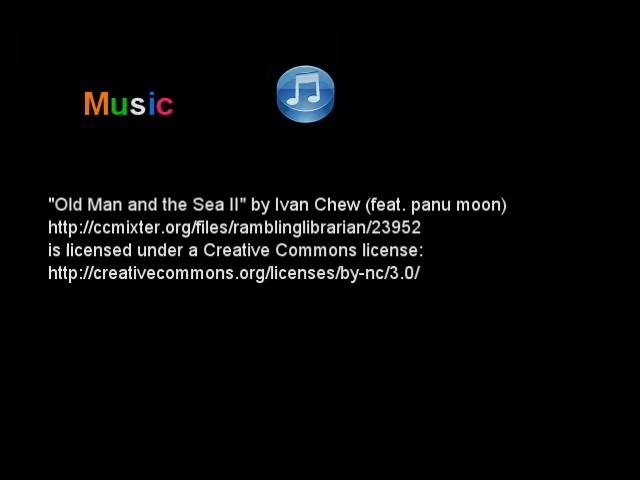 Music
"Old Man and the Sea II" by Ivan Chew (feat. panu moon)
http://ccmixter.org/files/ramblinglibrarian/23952
is licensed under a Creative Commons license:
http://creativecommons.org/licenses/by-nc/3.0/